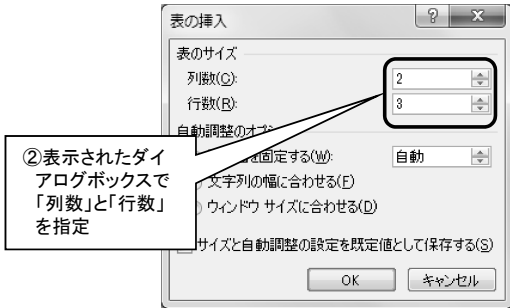 表の挿入
表のサイズ
列数(C):
2
行数(R):
3
自動調整のオプ
を固定する(W):
自動
文字列の幅に合わせる(F)
ウィンドウ サイズに合わせる(D)
サイズと自動調整の設定を既定値として保存する(S)
OK
キャンセル
②表示されたダイ
アログボックスで
「列数」と「行数」
を指定